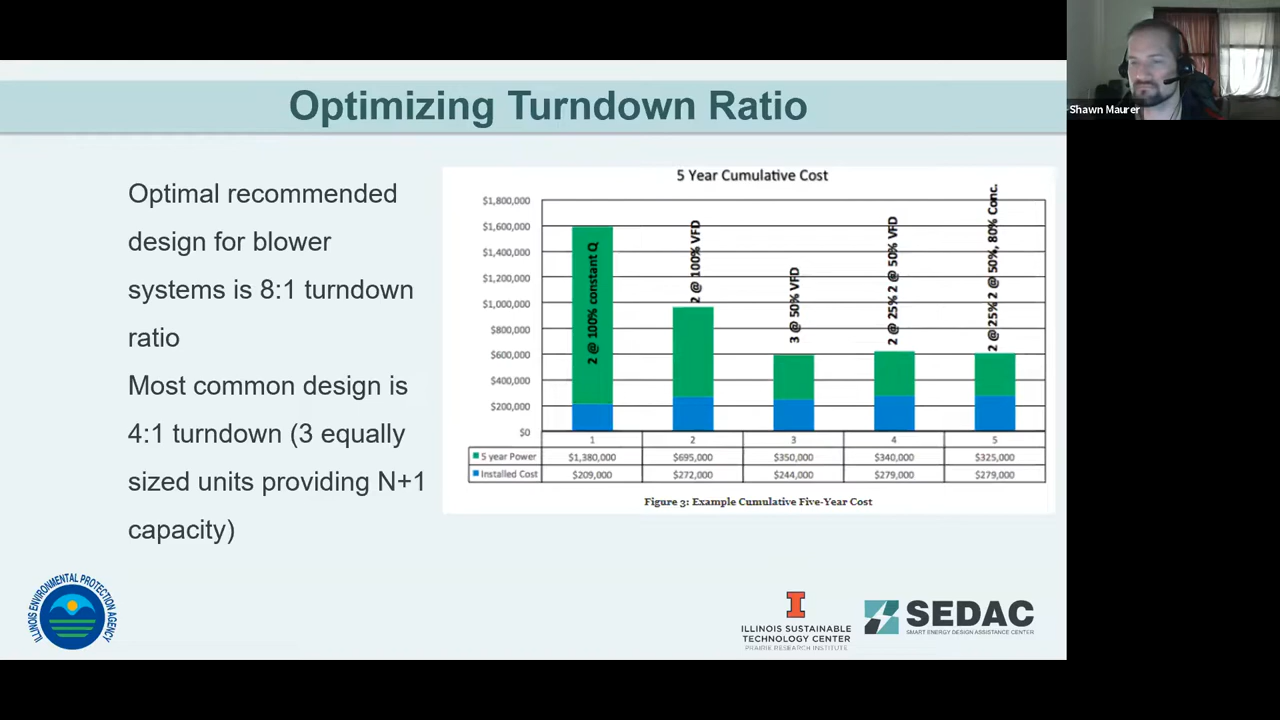 Optimizing Turndown Ratio
-Shawn Maurer
Optimal recommended
design for blower
systems is 8:1 turndown
ratio
Most common design is
4:1 turndown (3 equally
sized units providing N+1
capacity)
5 Year Cumulative Cost
$1,800,000
$1,600,000
$1,400,000
$1,200,000
$1,000,000
$800,000
$600,000
$400,000
$200,000
$0
2 @ 100% constant Q
2 @ 100% VFD
3 @ 50% VFD
2 @ 25% 2 @ 50% VFD
2 @ 25% 2 @ 50%, 80% Conc.
1 2 3 4 5
5 year Power $1,380,000 $695,000 $350,000 $340,000 $325,000
Installed Cost $209,000 $272,000 $244,000 $279,000 $279,000
Figure 3: Example Cumulative Five-Year Cost
ILLINOIS ENVIRONMENTAL PROTECTION AGENCY
I
ILLINOIS SUSTAINABLE
TECHNOLOGY CENTER
PRAIRIE RESEARCH INSTITUTE
SEDAC
SMART ENERGY DESIGN ASSISTANCE CENTER